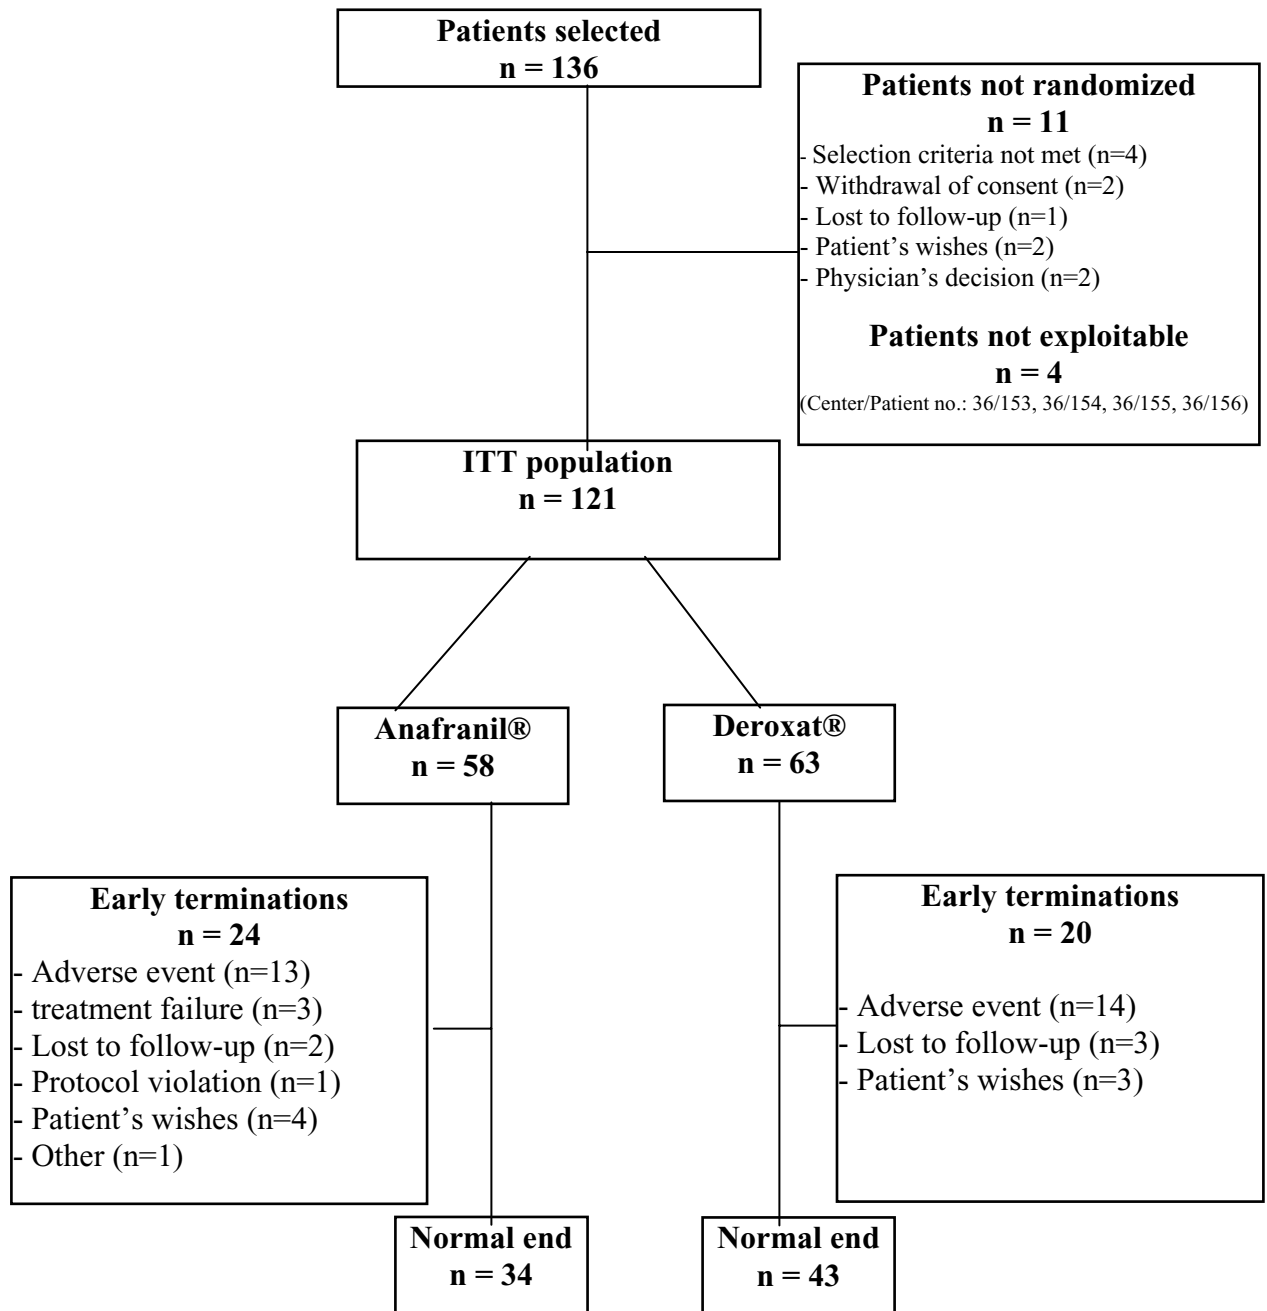 Patients selected
n = 136
Patients not randomized
n = 11
- Selection criteria not met (n=4)
- Withdrawal of consent (n=2)
- Lost to follow-up (n=1)
- Patient’s wishes (n=2)
- Physician’s decision (n=2)
Patients not exploitable
n = 4
(Center/Patient no.: 36/153, 36/154, 36/155, 36/156)
ITT population
n = 121
Anafranil®
n = 58
Deroxat®
n = 63
Early terminations
n = 24
- Adverse event (n=13)
- treatment failure (n=3)
- Lost to follow-up (n=2)
- Protocol violation (n=1)
- Patient’s wishes (n=4)
- Other (n=1)
Early terminations
n = 20
- Adverse event (n=14)
- Lost to follow-up (n=3)
- Patient’s wishes (n=3)
Normal end
n = 34
Normal end
n = 43